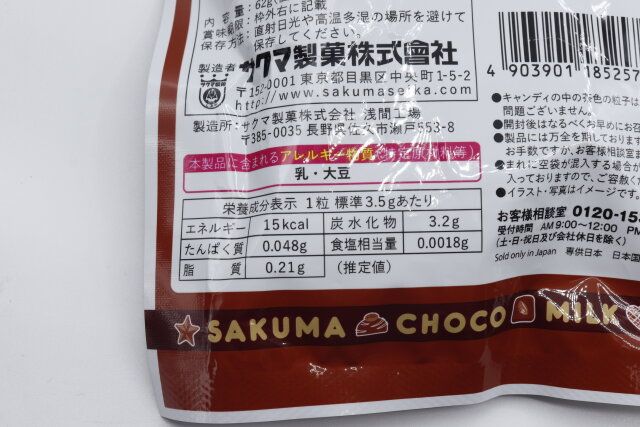 内容量:62g
賞味期限:枠外右に記載
保存方法:直射日光や高温多湿の場所を避けて
保存してください。
製造者 サクマ製菓株式會社
〒152-0001 東京都目黒区中央町1-5-2
http://www.sakumaseika.com/
製造所:サクマ製菓株式会社 浅間工場
〒385-0035 長野県佐久市瀬戸553-8
本製品に含まれるアレルギー物質(特定原材料等)
乳・大豆
栄養成分表示 1粒 標準3.5gあたり
エネルギー 15kcal 炭水化物 3.2g
たんぱく質 0.048g 食塩相当量 0.0018g
脂質 0.21g (推定値)
4 903901 18525
●キャンディの中の茶色の粒子は
問題ございません。
●開封後はなるべくお早めにお召
●製品には万全を期しております
お手数ですが、お客様相談室ま
●まれに空袋が混入する場合が
入っておりますので、ご容赦く
●イラスト・写真はイメージです。
お客様相談室 0120-15
受付時間 AM9:00~12:00 PM
(土・日・祝日及び会社休日を除く)
Sold only in Japan 専供日本 日本国
SAKUMA CHOCO MILK